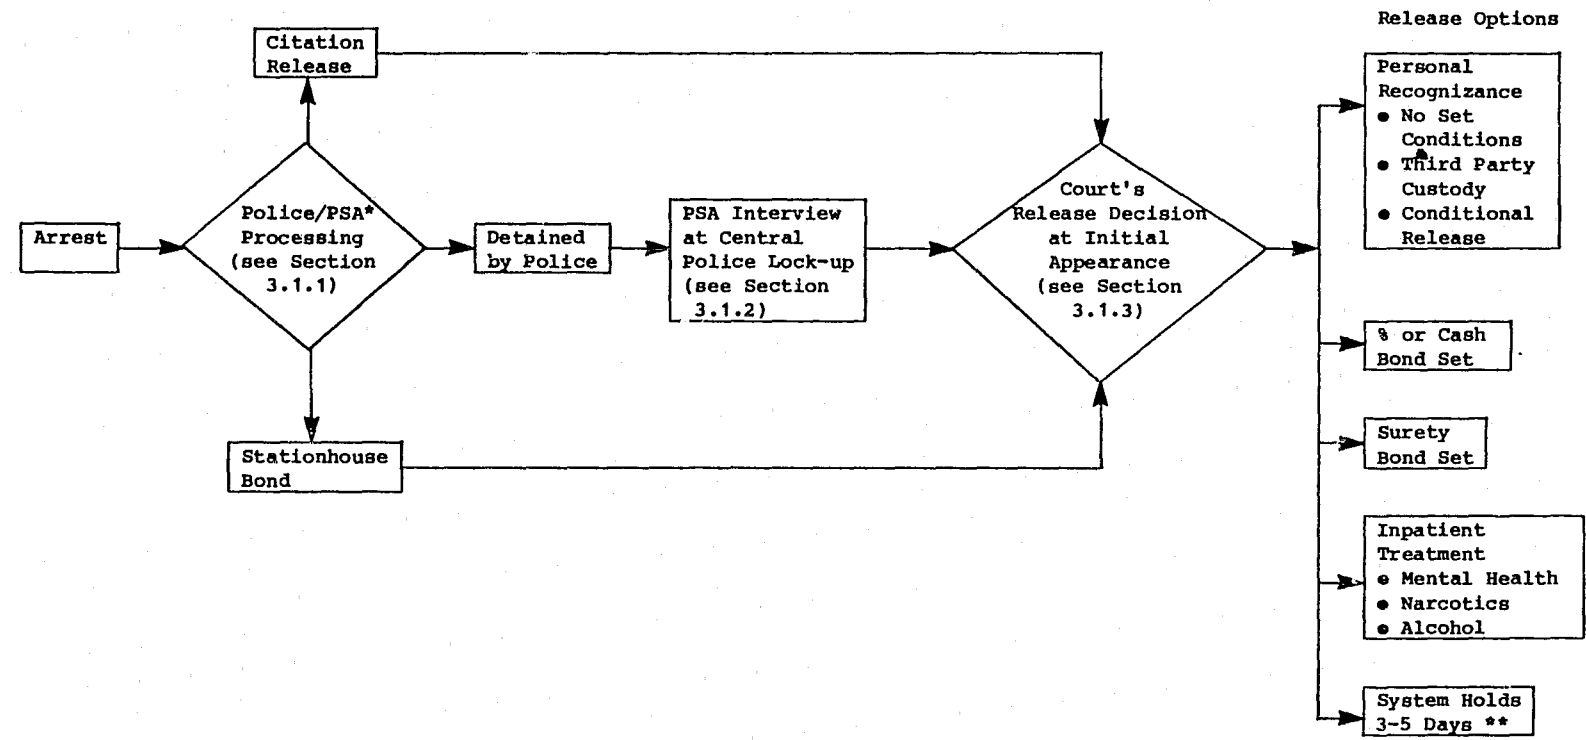 Release Options
Citation
Release
Arrest
Police/PSA*
Processing
(see Section
3.1.1)
Detained
by Police
PSA Interview
at Central
Police Lock-up
(see Section
3.1.2)
Court's
Release Decision
at Initial
Appearance
(see Section
3.1.3)
Stationhouse
Bond
Personal
Recognizance
● No Set
Conditions
● Third Party
Custody
● Conditional
Release
% or Cash
Bond Set
Surety
Bond Set
Inpatient
Treatment
● Mental Health
● Narcotics
● Alcohol
System Holds
3-5 Days **